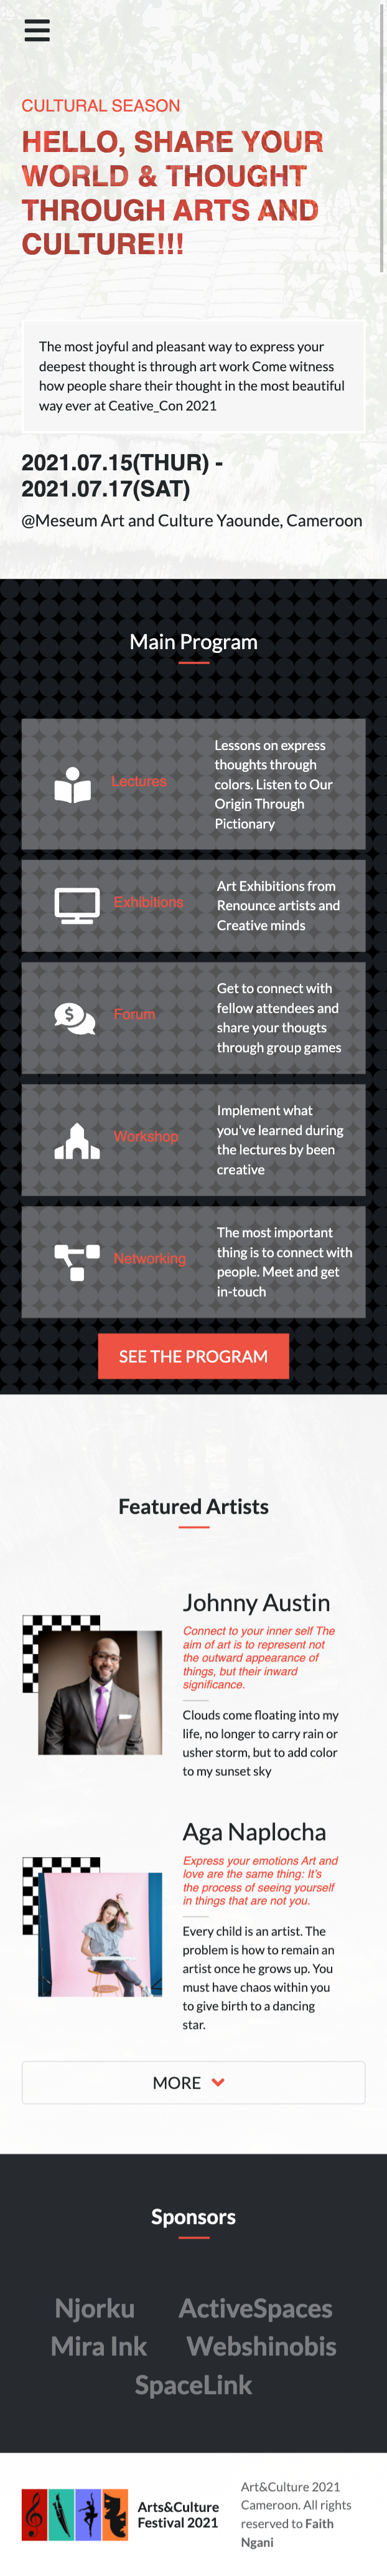 CULTURAL SEASON
HELLO, SHARE YOUR
WORLD & THOUGHT
THROUGH ARTS AND
CULTURE!!!
The most joyful and pleasant way to express your
deepest thought is through art work Come witness
how people share their thought in the most beautiful
way ever at Ceative_Con 2021
2021.07.15(THUR) -
2021.07.17(SAT)
@Meseum Art and Culture Yaounde, Cameroon
Main Program
Lectures
Lessons on express
thoughts through
colors. Listen to Our
Origin Through
Pictionary
Exhibitions
Art Exhibitions from
Renounce artists and
Creative minds
Forum
Get to connect with
fellow attendees and
share your thougts
through group games
Workshop
Implement what
you've learned during
the lectures by been
creative
Networking
The most important
thing is to connect with
people. Meet and get
in-touch
SEE THE PROGRAM
Featured Artists
Johnny Austin
Connect to your inner self The
aim of art is to represent not
the outward appearance of
things, but their inward
significance.
Clouds come floating into my
life, no longer to carry rain or
usher storm, but to add color
to my sunset sky
Aga Naplocha
Express your emotions Art and
love are the same thing: It's
the process of seeing yourself
in things that are not you.
Every child is an artist. The
problem is how to remain an
artist once he grows up. You
must have chaos within you
to give birth to a dancing
star.
MORE
Sponsors
Njorku ActiveSpaces
Mira Ink Webshinobis
SpaceLink
Arts&Culture
Festival 2021
Art&Culture 2021
Cameroon. All rights
reserved to Faith
Ngani